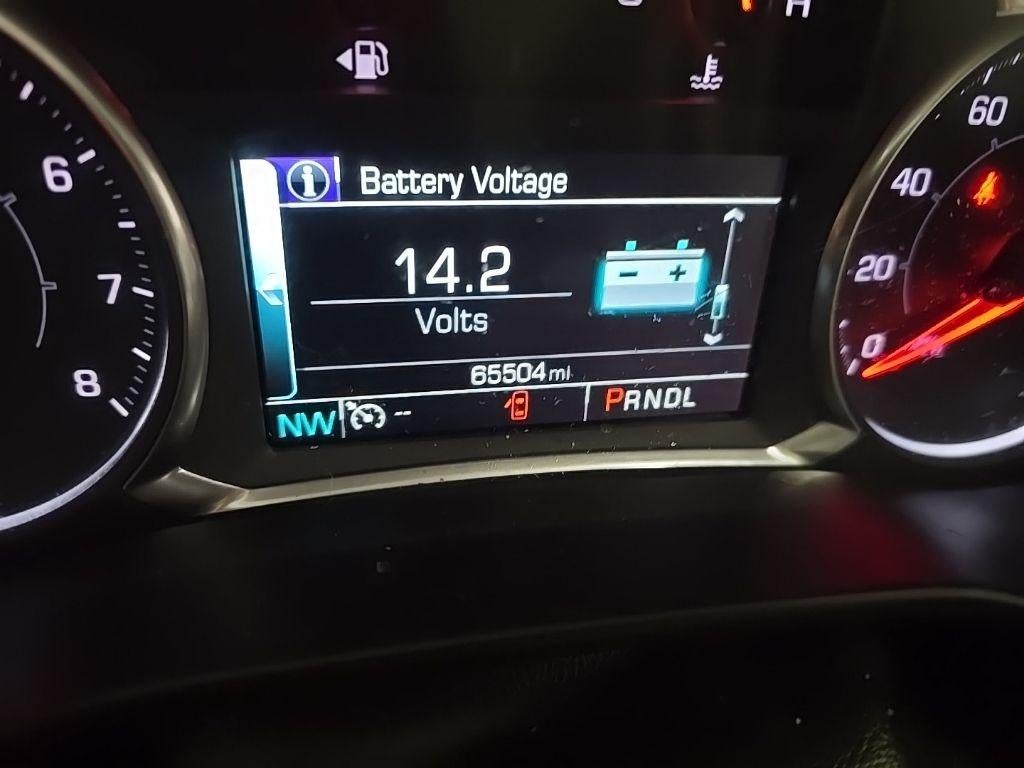 H
6
7
8
Battery Voltage
14.2
Volts
65504 mi
NW --
PRNDL
60
40
20
0